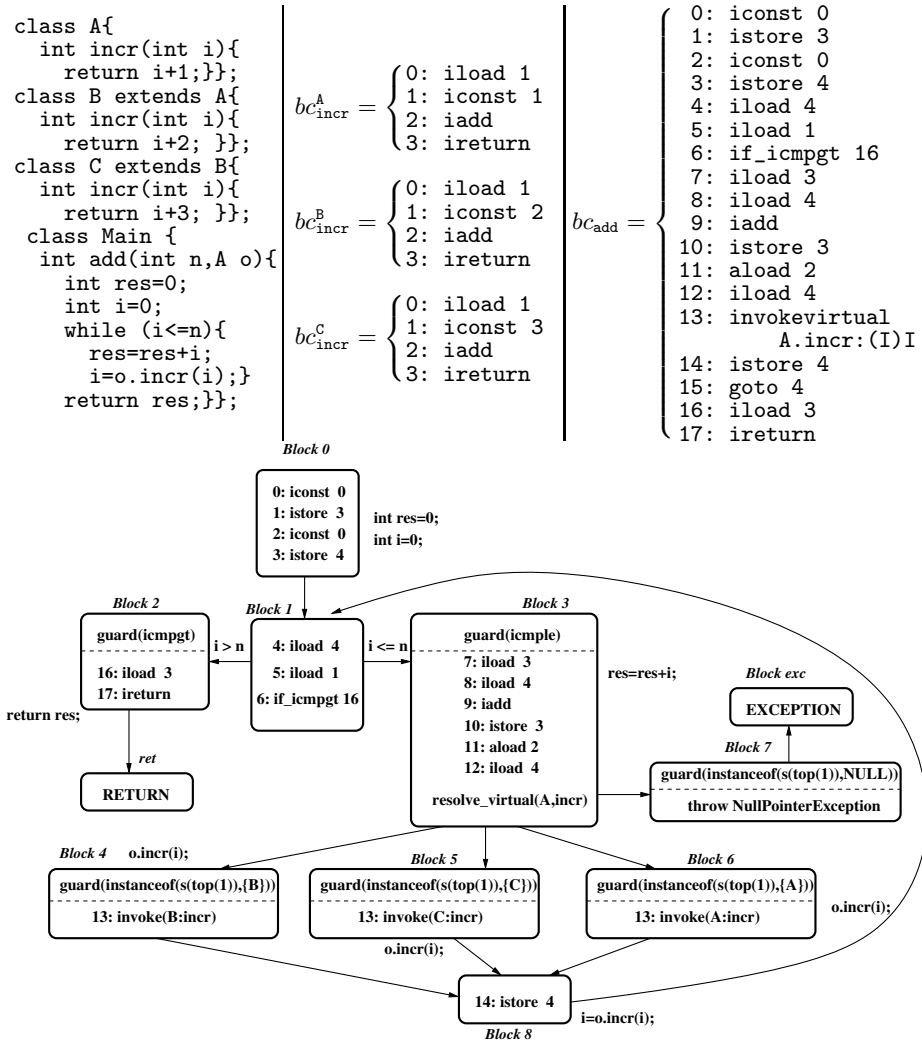 class A{
int incr(int i){
return i+1;}};
class B extends A{
int incr(int i){
return i+2; }};
class C extends B{
int incr(int i){
return i+3; }};
class Main {
int add(int n,A o){
int res=0;
int i=0;
while (i<=n){
res=res+i;
i=o.incr(i);}
return res;}};
bc^A_incr = {
0: iload 1
1: iconst 1
2: iadd
3: ireturn
bc^B_incr = {
0: iload 1
1: iconst 2
2: iadd
3: ireturn
bc^C_incr = {
0: iload 1
1: iconst 3
2: iadd
3: ireturn
bc_add = {
0: iconst 0
1: istore 3
2: iconst 0
3: istore 4
4: iload 4
5: iload 1
6: if_icmpgt 16
7: iload 3
8: iload 4
9: iadd
10: istore 3
11: aload 2
12: iload 4
13: invokevirtual
A.incr:(I)I
14: istore 4
15: goto 4
16: iload 3
17: ireturn
Block 0
0: iconst 0
1: istore 3
2: iconst 0
3: istore 4
int res=0;
int i=0;
Block 2
guard(icmpgt)
16: iload 3
17: ireturn
return res;
ret
RETURN
i > n
Block 1
4: iload 4
5: iload 1
6: if_icmpgt 16
i <= n
Block 3
guard(icmple)
7: iload 3
8: iload 4
9: iadd
10: istore 3
11: aload 2
12: iload 4
resolve_virtual(A,incr)
res=res+i;
Block exc
EXCEPTION
Block 7
guard(instanceof(s(top(1)),NULL))
throw NullPointerException
Block 4
o.incr(i);
guard(instanceof(s(top(1)),{B}))
13: invoke(B:incr)
Block 5
guard(instanceof(s(top(1)),{C}))
13: invoke(C:incr)
o.incr(i);
Block 6
guard(instanceof(s(top(1)),{A}))
13: invoke(A:incr)
o.incr(i);
14: istore 4
i=o.incr(i);
Block 8